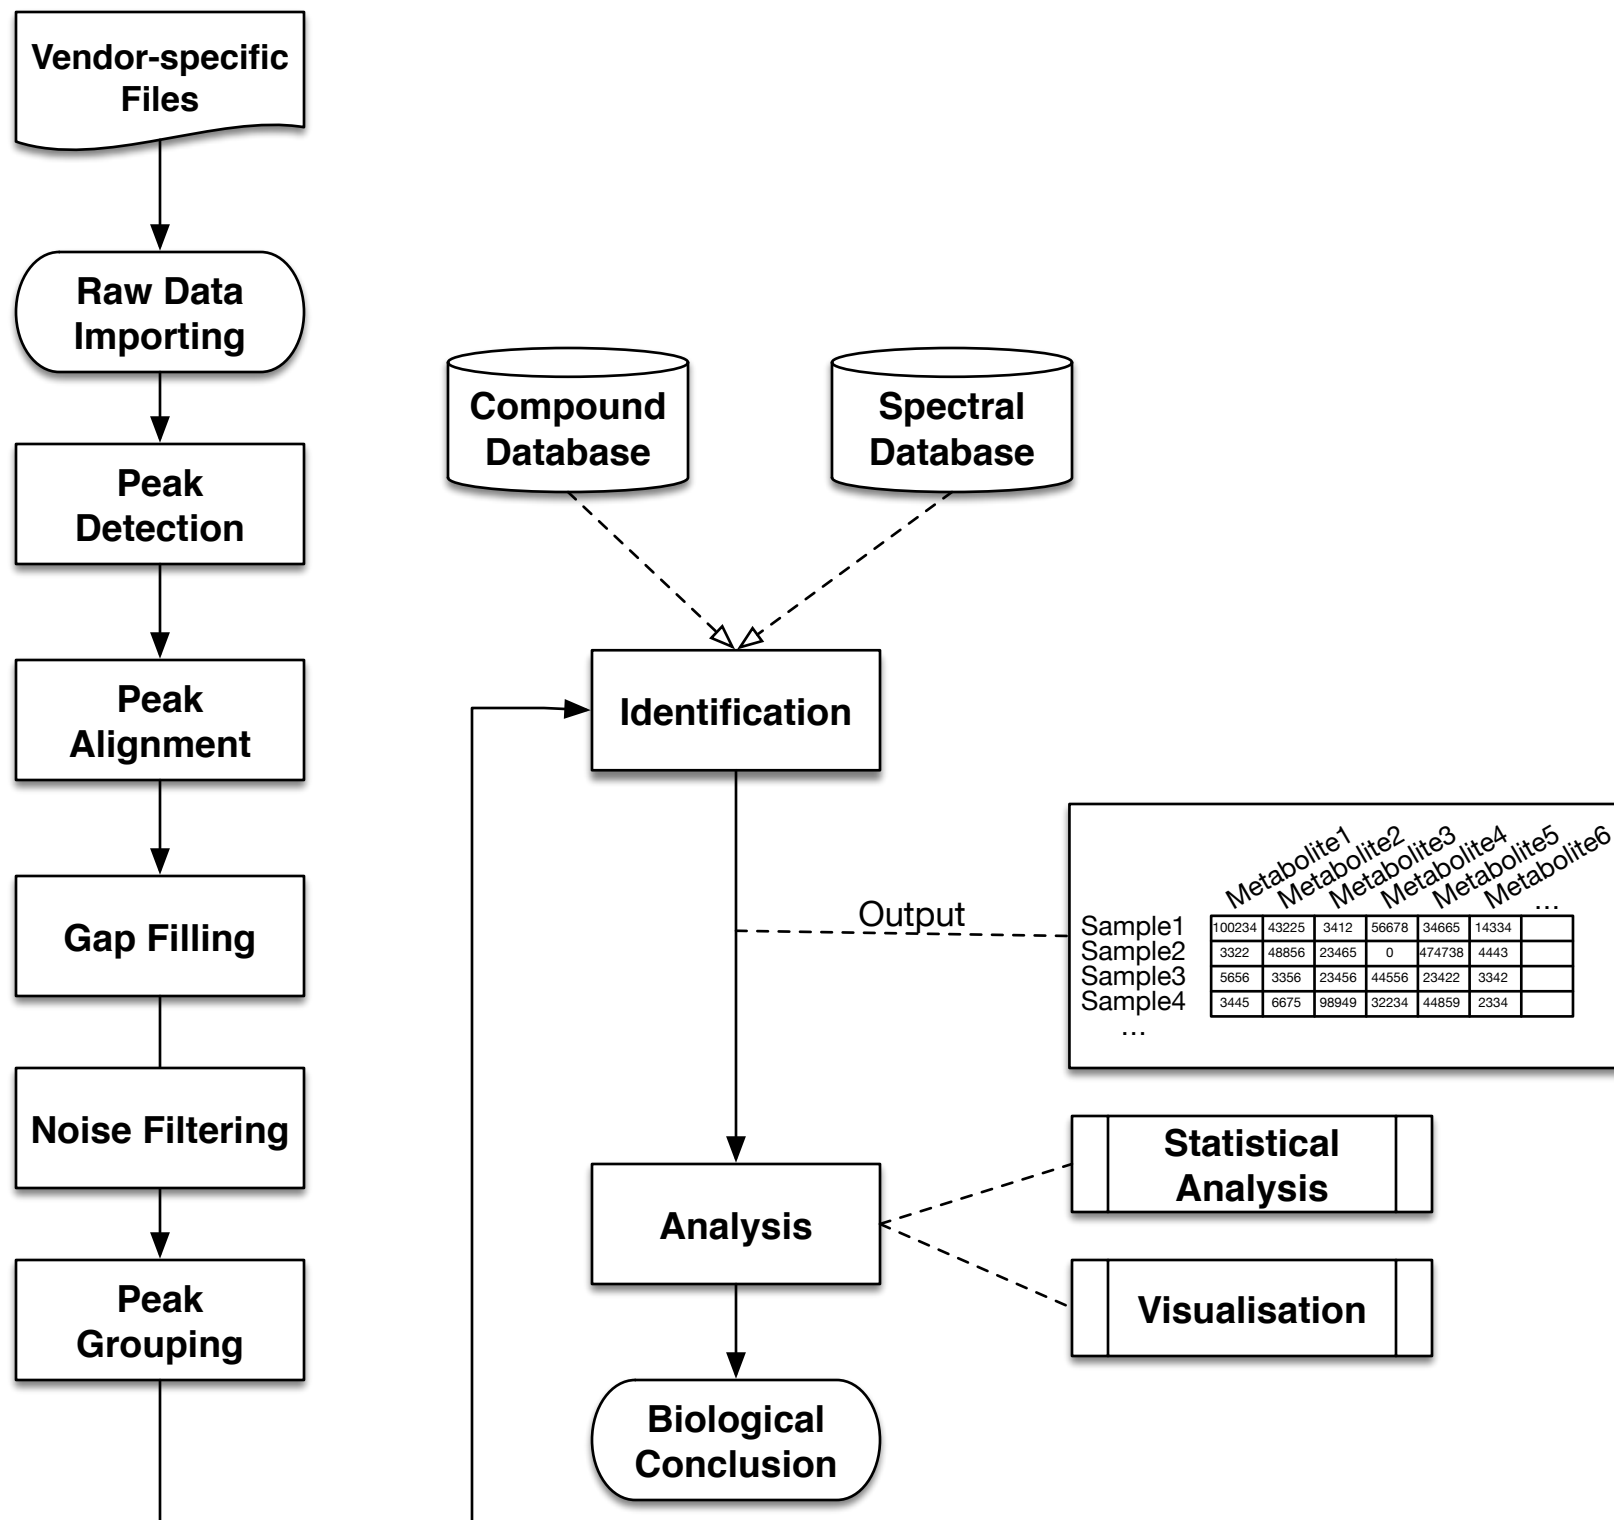 Vendor-specific
Files
Raw Data
Importing
Peak
Detection
Peak
Alignment
Gap Filling
Noise Filtering
Peak
Grouping
Compound
Database
Spectral
Database
Identification
Output
Metabolite1
Metabolite2
Metabolite3
Metabolite4
Metabolite5
Metabolite6
...
Sample1 100234 43225 3412 56678 34665 14334
Sample2 3322 48856 23465 0 474738 4443
Sample3 5656 3356 23456 44556 23422 3342
Sample4 3445 6675 98949 32234 44859 2334
...
Analysis
Statistical
Analysis
Visualisation
Biological
Conclusion